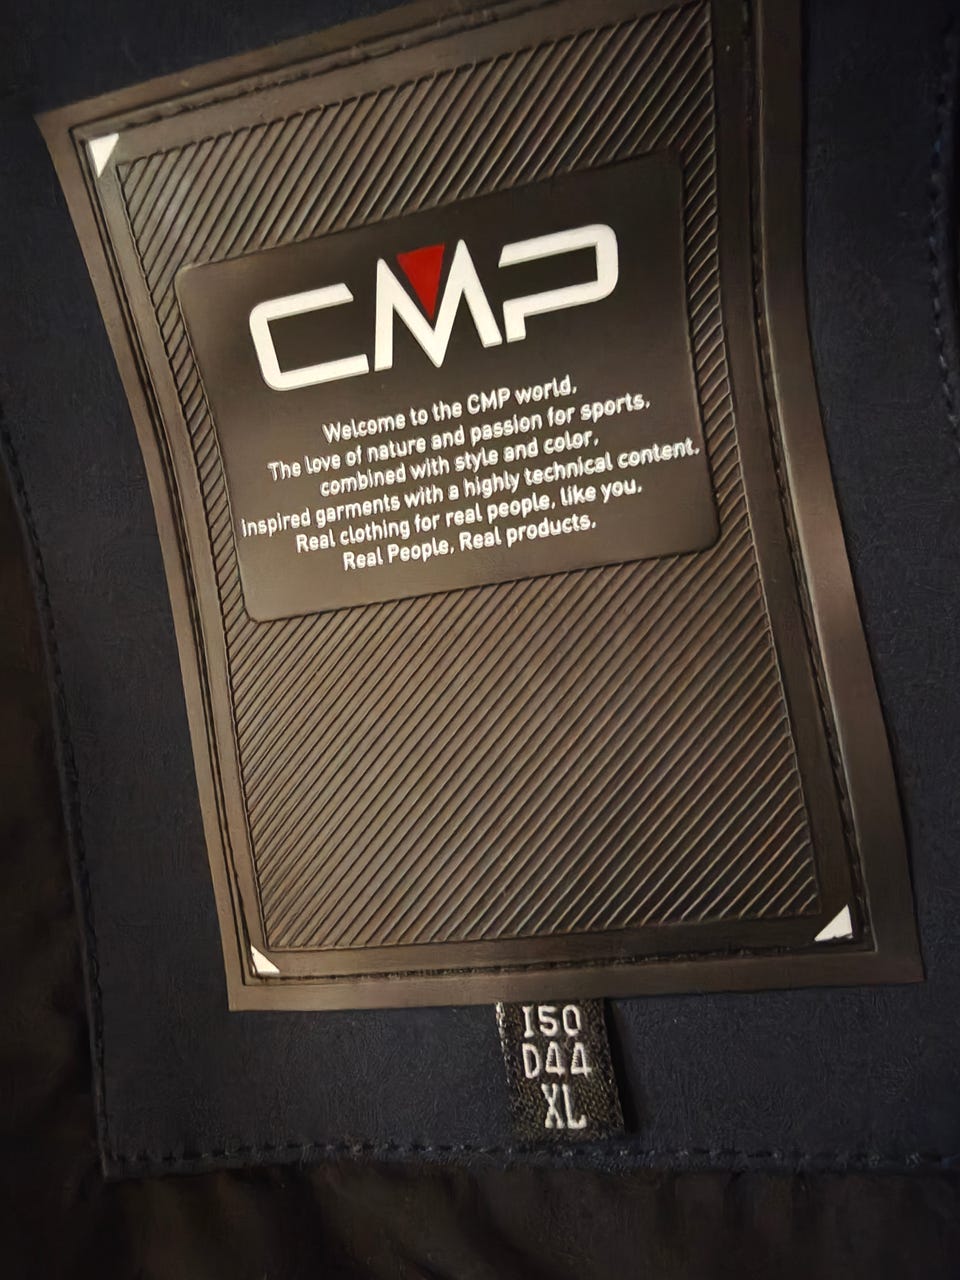 CMP
Welcome to the CMP world.
The love of nature and passion for sports,
combined with style and color.
Inspired garments with a highly technical content.
Real clothing for real people, like you.
Real People. Real products.
I50
D44
XL